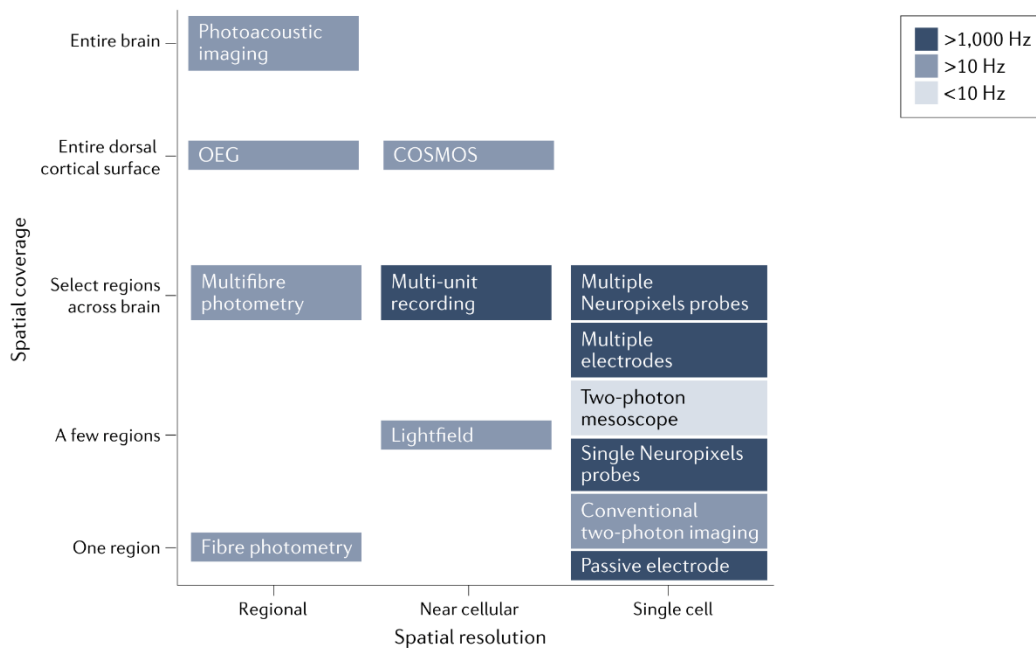 Entire brain
Photoacoustic
imaging
>1,000 Hz
>10 Hz
<10 Hz
Entire dorsal
cortical surface
OEG
COSMOS
Spatial coverage
Select regions
across brain
Multifibre
photometry
Multi-unit
recording
Multiple
Neuropixels probes
Multiple
electrodes
Two-photon
mesoscope
A few regions
Lightfield
Single Neuropixels
probes
Conventional
two-photon imaging
One region
Fibre photometry
Passive electrode
Regional
Near cellular
Single cell
Spatial resolution